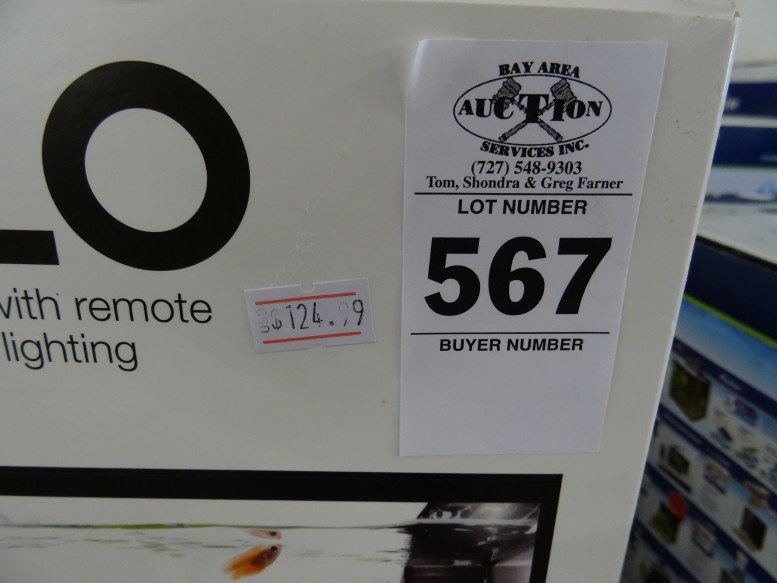 LO
with remote
lighting
$124.99
BAY AREA
AUCTION
SERVICES INC.
(727) 548-9303
Tom, Shondra & Greg Farner
LOT NUMBER
567
BUYER NUMBER